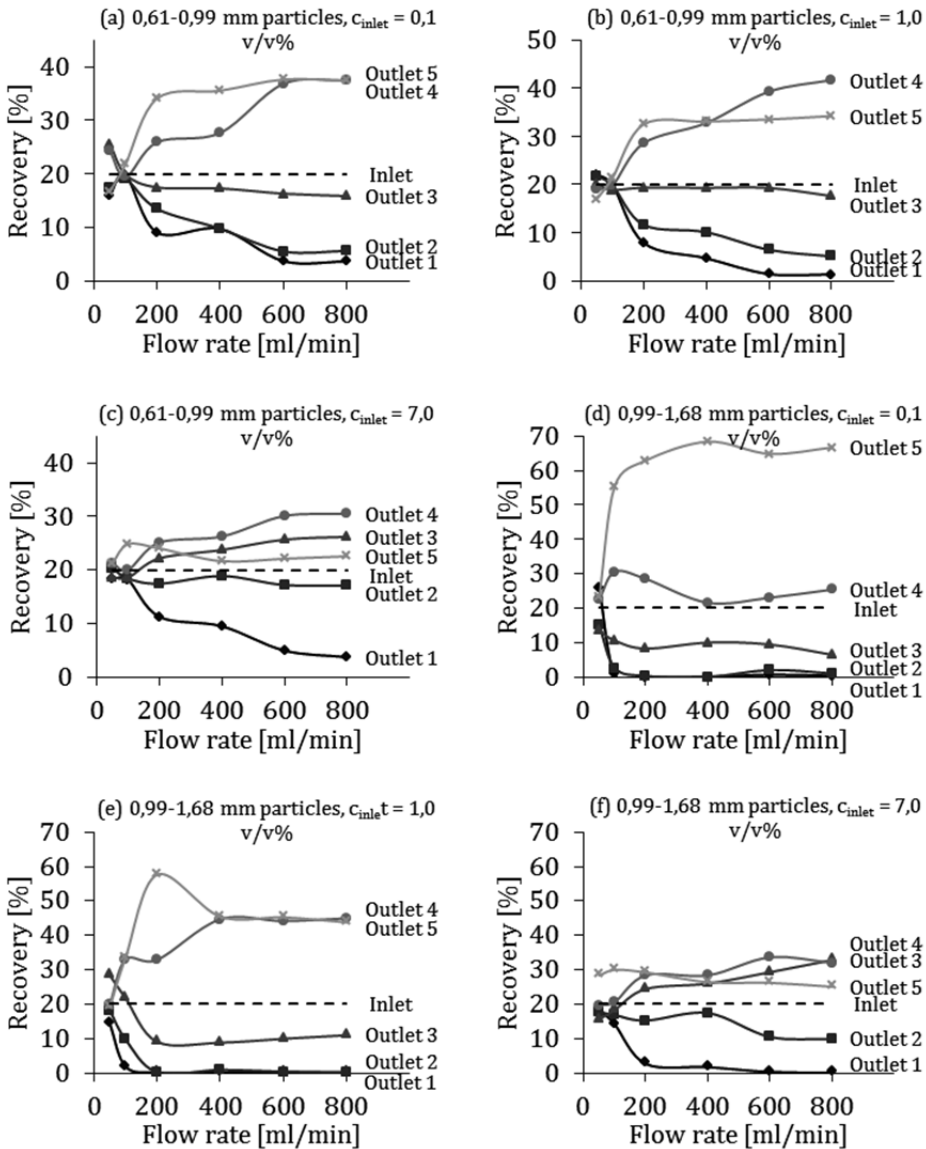 (a) 0,61-0,99 mm particles, cinlet = 0,1
v/v%
Recovery [%]
40
30
20
10
0
Outlet 5
Outlet 4
Inlet
Outlet 3
Outlet 2
Outlet 1
0 200 400 600 800
Flow rate [ml/min]
(b) 0,61-0,99 mm particles, cinlet = 1,0
v/v%
Recovery [%]
50
40
30
20
10
0
Outlet 4
Outlet 5
Inlet
Outlet 3
Outlet 2
Outlet 1
0 200 400 600 800
Flow rate [ml/min]
(c) 0,61-0,99 mm particles, cinlet = 7,0
v/v%
Recovery [%]
40
30
20
10
0
Outlet 4
Outlet 3
Outlet 5
Inlet
Outlet 2
Outlet 1
0 200 400 600 800
Flow rate [ml/min]
(d) 0,99-1,68 mm particles, cinlet = 0,1
v/v%
Recovery [%]
70
60
50
40
30
20
10
0
Outlet 5
Outlet 4
Inlet
Outlet 3
Outlet 2
Outlet 1
0 200 400 600 800
Flow rate [ml/min]
(e) 0,99-1,68 mm particles, cinlet = 1,0
v/v%
Recovery [%]
70
60
50
40
30
20
10
0
Outlet 4
Outlet 5
Inlet
Outlet 3
Outlet 2
Outlet 1
0 200 400 600 800
Flow rate [ml/min]
(f) 0,99-1,68 mm particles, cinlet = 7,0
v/v%
Recovery [%]
70
60
50
40
30
20
10
0
Outlet 4
Outlet 3
Outlet 5
Inlet
Outlet 2
Outlet 1
0 200 400 600 800
Flow rate [ml/min]